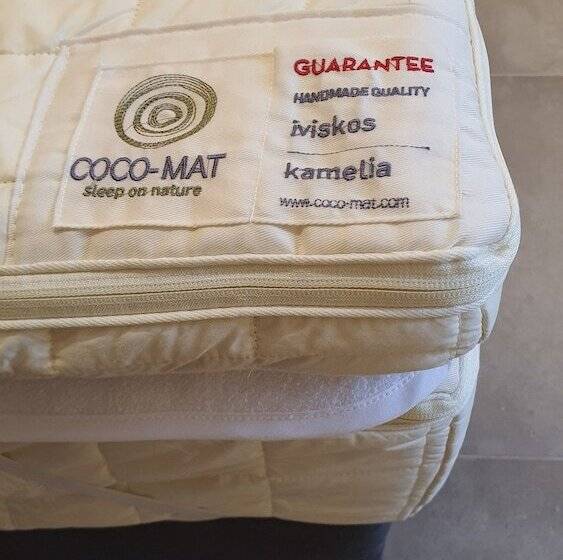 COCO-MAT
Sleep on nature
GUARANTEE
HANDMADE QUALITY
iviskos
kamelia
www.coco-mat.com